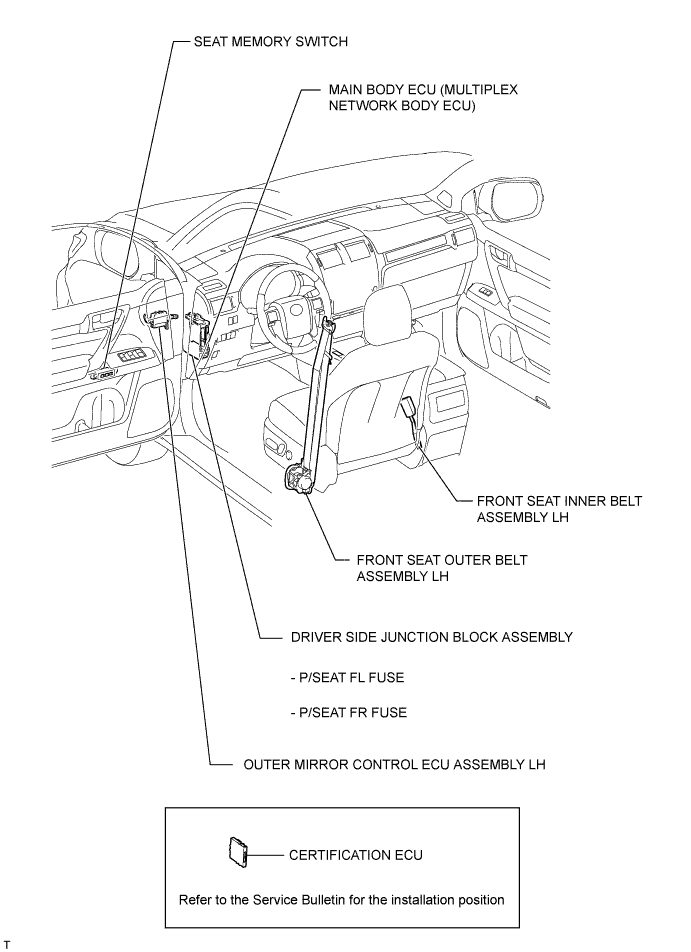 SEAT MEMORY SWITCH
MAIN BODY ECU (MULTIPLEX
NETWORK BODY ECU)
FRONT SEAT INNER BELT
ASSEMBLY LH
FRONT SEAT OUTER BELT
ASSEMBLY LH
DRIVER SIDE JUNCTION BLOCK ASSEMBLY
- P/SEAT FL FUSE
- P/SEAT FR FUSE
OUTER MIRROR CONTROL ECU ASSEMBLY LH
CERTIFICATION ECU
Refer to the Service Bulletin for the installation position
T